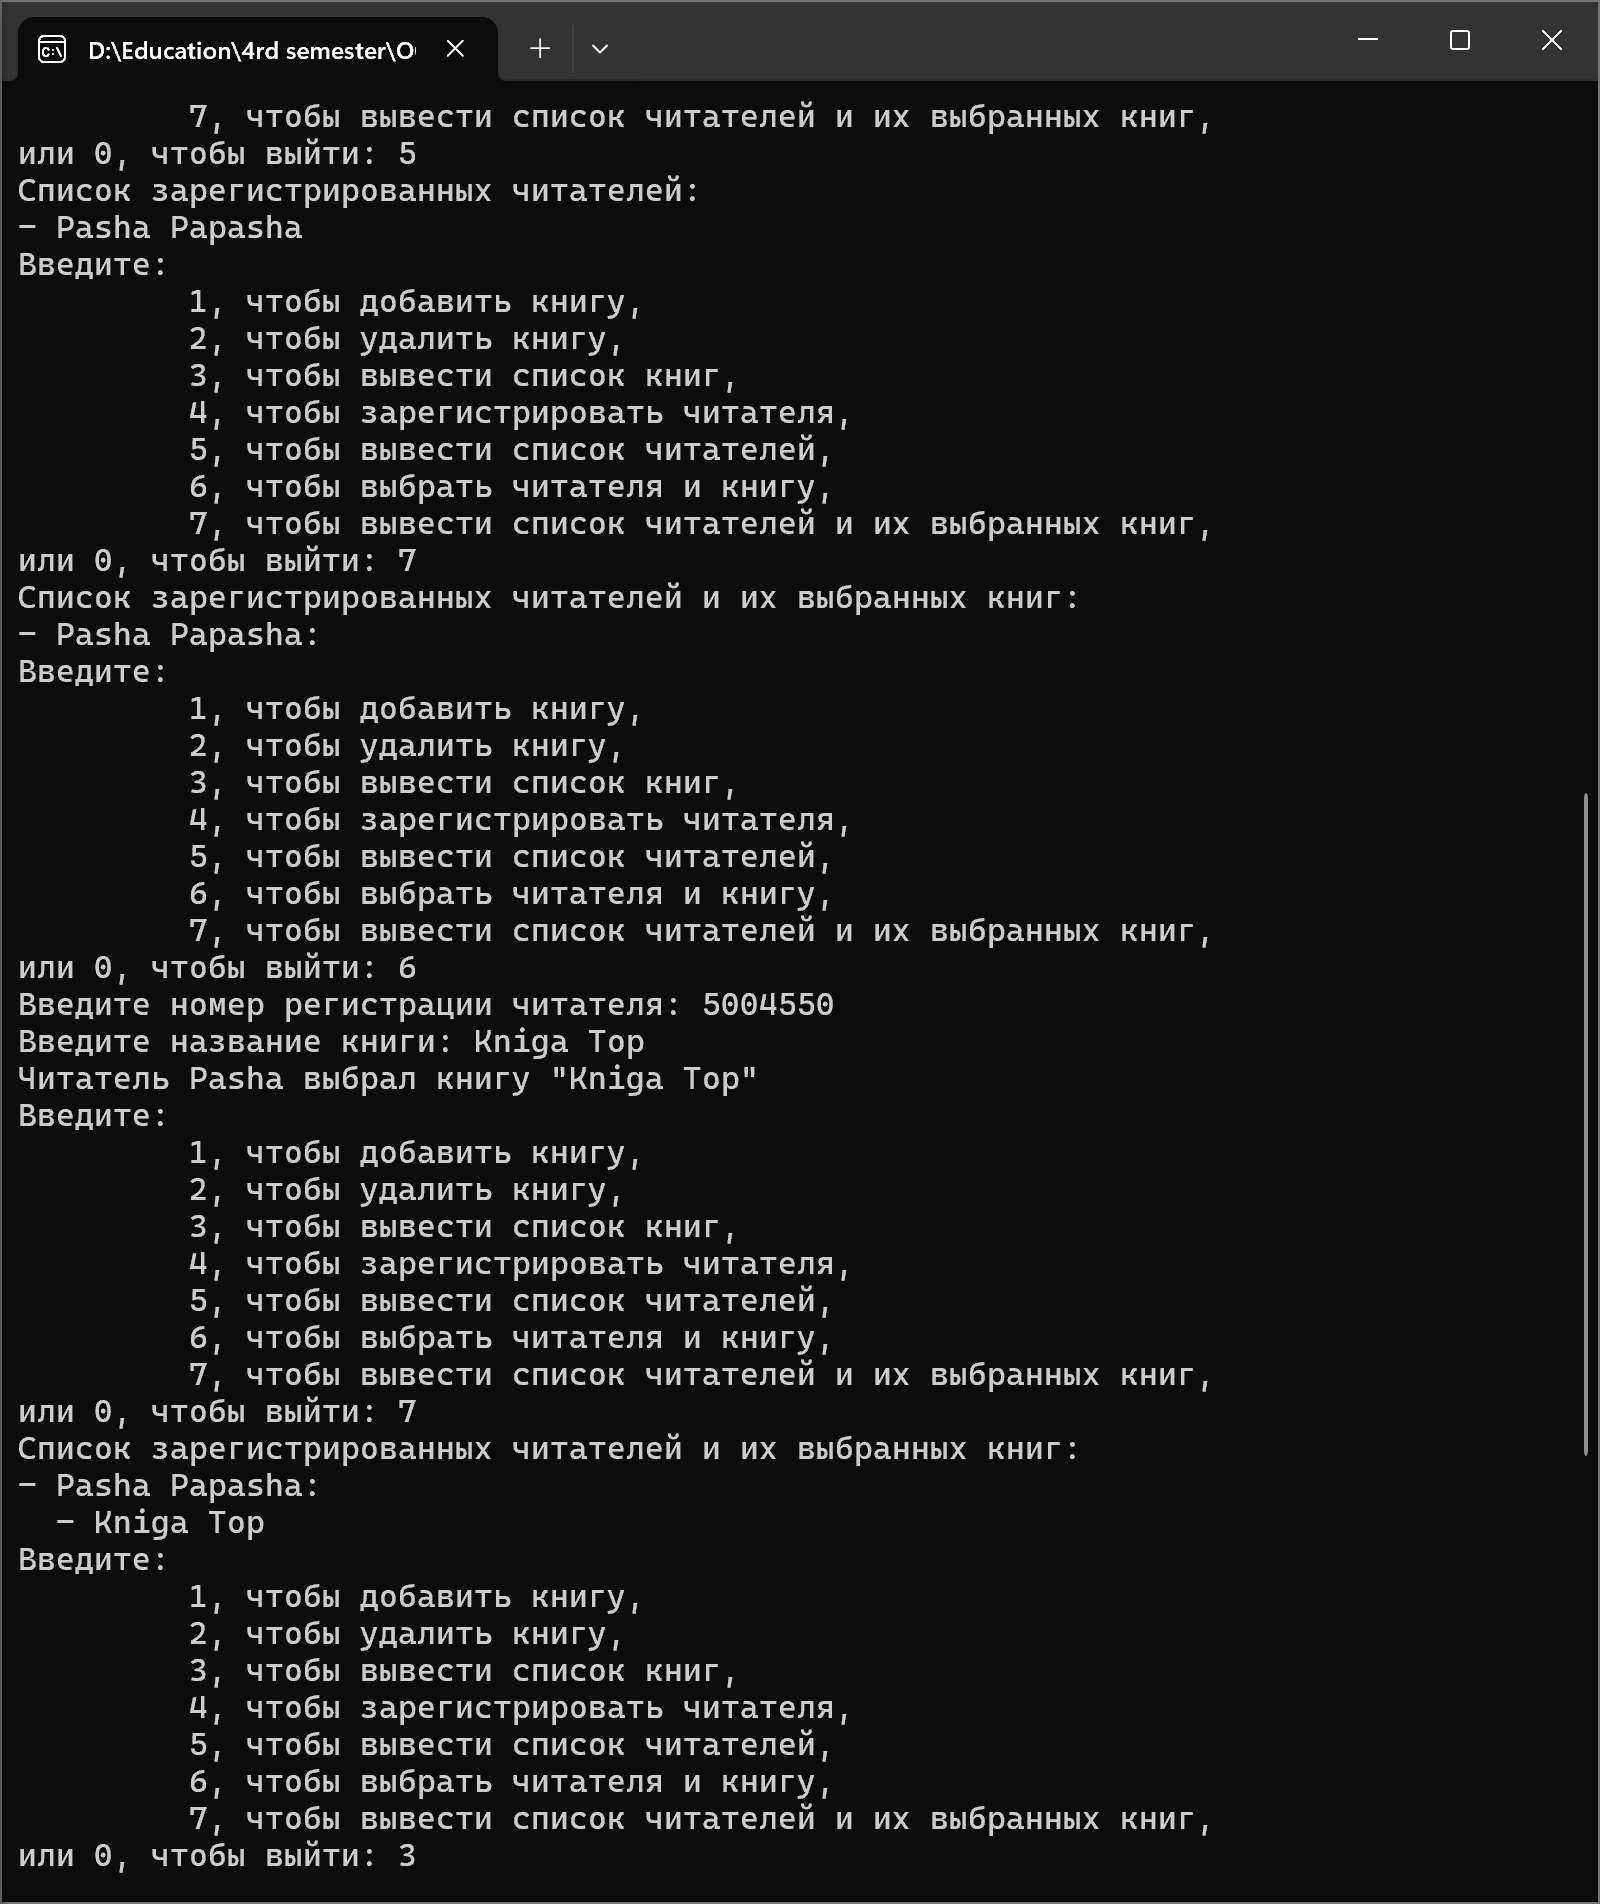 D:\Education\4rd semester\O
7, чтобы вывести список читателей и их выбранных книг,
или 0, чтобы выйти: 5
Список зарегистрированных читателей:
- Pasha Papasha
Введите:
1, чтобы добавить книгу,
2, чтобы удалить книгу,
3, чтобы вывести список книг,
4, чтобы зарегистрировать читателя,
5, чтобы вывести список читателей,
6, чтобы выбрать читателя и книгу,
7, чтобы вывести список читателей и их выбранных книг,
или 0, чтобы выйти: 7
Список зарегистрированных читателей и их выбранных книг:
- Pasha Papasha:
Введите:
1, чтобы добавить книгу,
2, чтобы удалить книгу,
3, чтобы вывести список книг,
4, чтобы зарегистрировать читателя,
5, чтобы вывести список читателей,
6, чтобы выбрать читателя и книгу,
7, чтобы вывести список читателей и их выбранных книг,
или 0, чтобы выйти: 6
Введите номер регистрации читателя: 5004550
Введите название книги: Kniga Top
Читатель Pasha выбрал книгу "Kniga Top"
Введите:
1, чтобы добавить книгу,
2, чтобы удалить книгу,
3, чтобы вывести список книг,
4, чтобы зарегистрировать читателя,
5, чтобы вывести список читателей,
6, чтобы выбрать читателя и книгу,
7, чтобы вывести список читателей и их выбранных книг,
или 0, чтобы выйти: 7
Список зарегистрированных читателей и их выбранных книг:
- Pasha Papasha:
- Kniga Top
Введите:
1, чтобы добавить книгу,
2, чтобы удалить книгу,
3, чтобы вывести список книг,
4, чтобы зарегистрировать читателя,
5, чтобы вывести список читателей,
6, чтобы выбрать читателя и книгу,
7, чтобы вывести список читателей и их выбранных книг,
или 0, чтобы выйти: 3